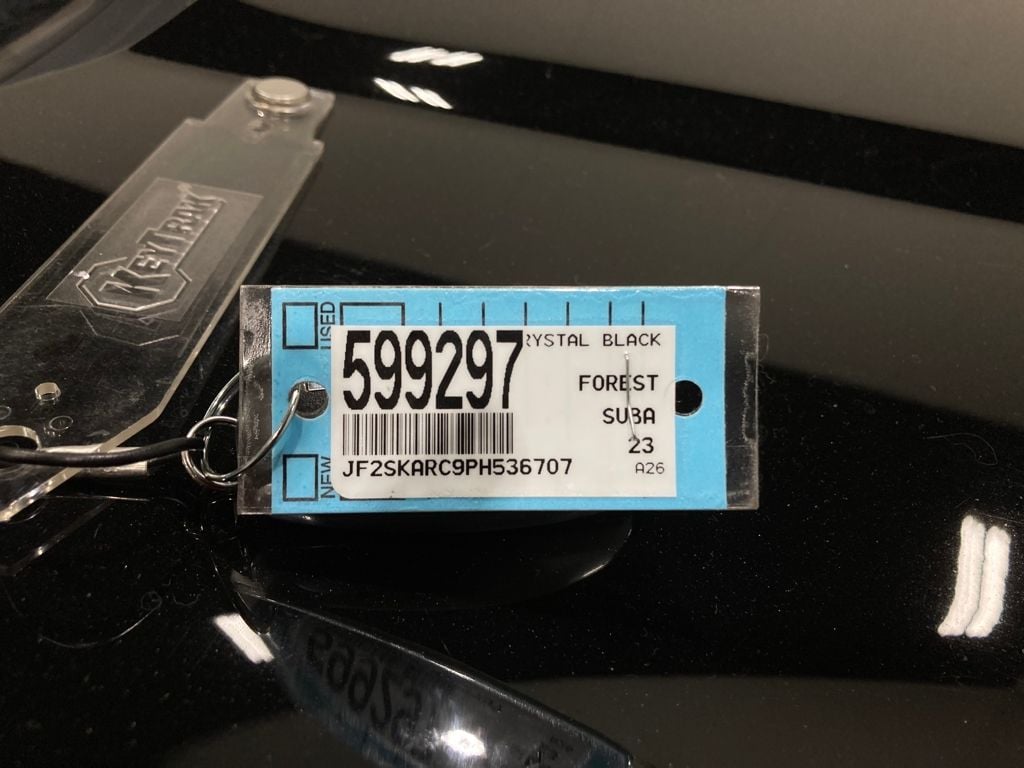 KEYTRAK
USED
599297
RYSTAL BLACK
FOREST
SUBA
23
JF2SKARC9PH536707
A26
NEW